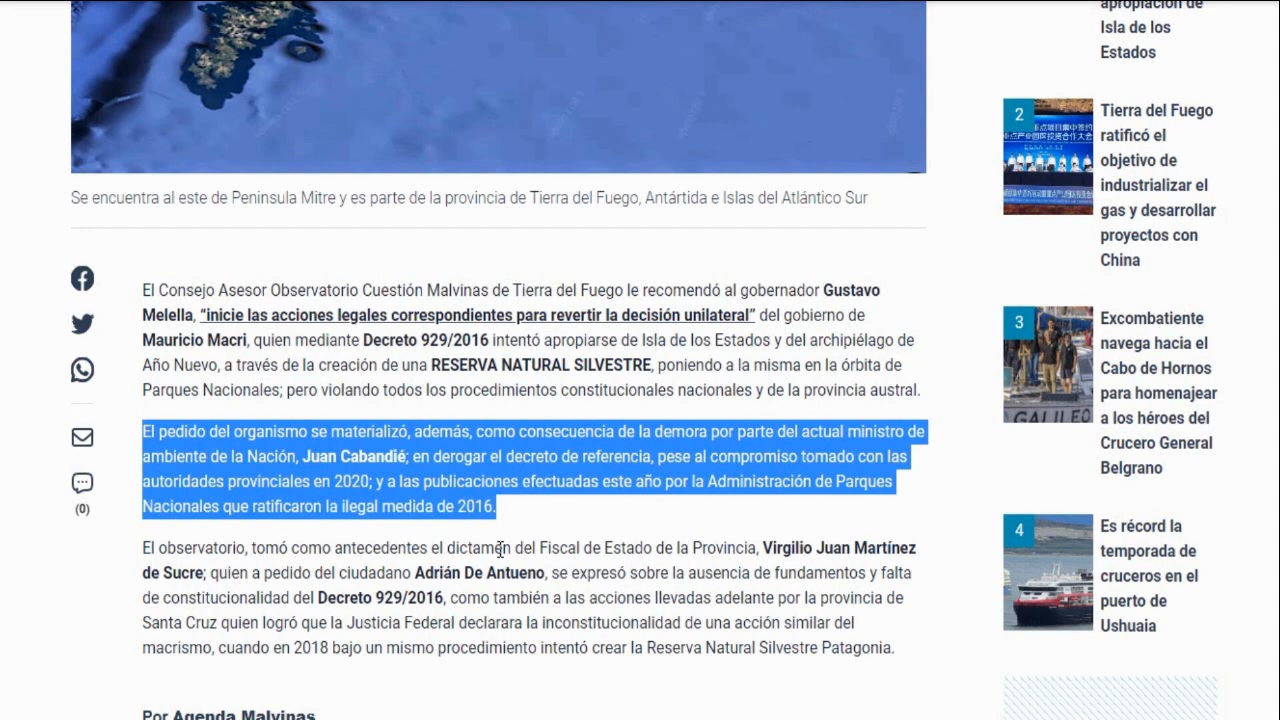 Se encuentra al este de Peninsula Mitre y es parte de la provincia de Tierra del Fuego, Antártida e Islas del Atlántico Sur
(0)
El Consejo Asesor Observatorio Cuestión Malvinas de Tierra del Fuego le recomendó al gobernador Gustavo
Melella, “inicie las acciones legales correspondientes para revertir la decisión unilateral” del gobierno de
Mauricio Macri, quien mediante Decreto 929/2016 intentó apropiarse de Isla de los Estados y del archipiélago de
Año Nuevo, a través de la creación de una RESERVA NATURAL SILVESTRE, poniendo a la misma en la órbita de
Parques Nacionales; pero violando todos los procedimientos constitucionales nacionales y de la provincia austral.
El pedido del organismo se materializó, además, como consecuencia de la demora por parte del actual ministro de
ambiente de la Nación, Juan Cabandié; en derogar el decreto de referencia, pese al compromiso tomado con las
autoridades provinciales en 2020; y a las publicaciones efectuadas este año por la Administración de Parques
Nacionales que ratificaron la ilegal medida de 2016.
El observatorio, tomó como antecedentes el dictamen del Fiscal de Estado de la Provincia, Virgilio Juan Martínez
de Sucre; quien a pedido del ciudadano Adrián De Antueno, se expresó sobre la ausencia de fundamentos y falta
de constitucionalidad del Decreto 929/2016, como también a las acciones llevadas adelante por la provincia de
Santa Cruz quien logró que la Justicia Federal declarara la inconstitucionalidad de una acción similar del
macrismo, cuando en 2018 bajo un mismo procedimiento intentó crear la Reserva Natural Silvestre Patagonia.
Por Agenda Malvinas
apropiación de
Isla de los
Estados
2
Tierra del Fuego
ratificó el
objetivo de
industrializar el
gas y desarrollar
proyectos con
China
3
GALILEO
Excombatiente
navega hacia el
Cabo de Hornos
para homenajear
a los héroes del
Crucero General
Belgrano
4
Es récord la
temporada de
cruceros en el
puerto de
Ushuaia